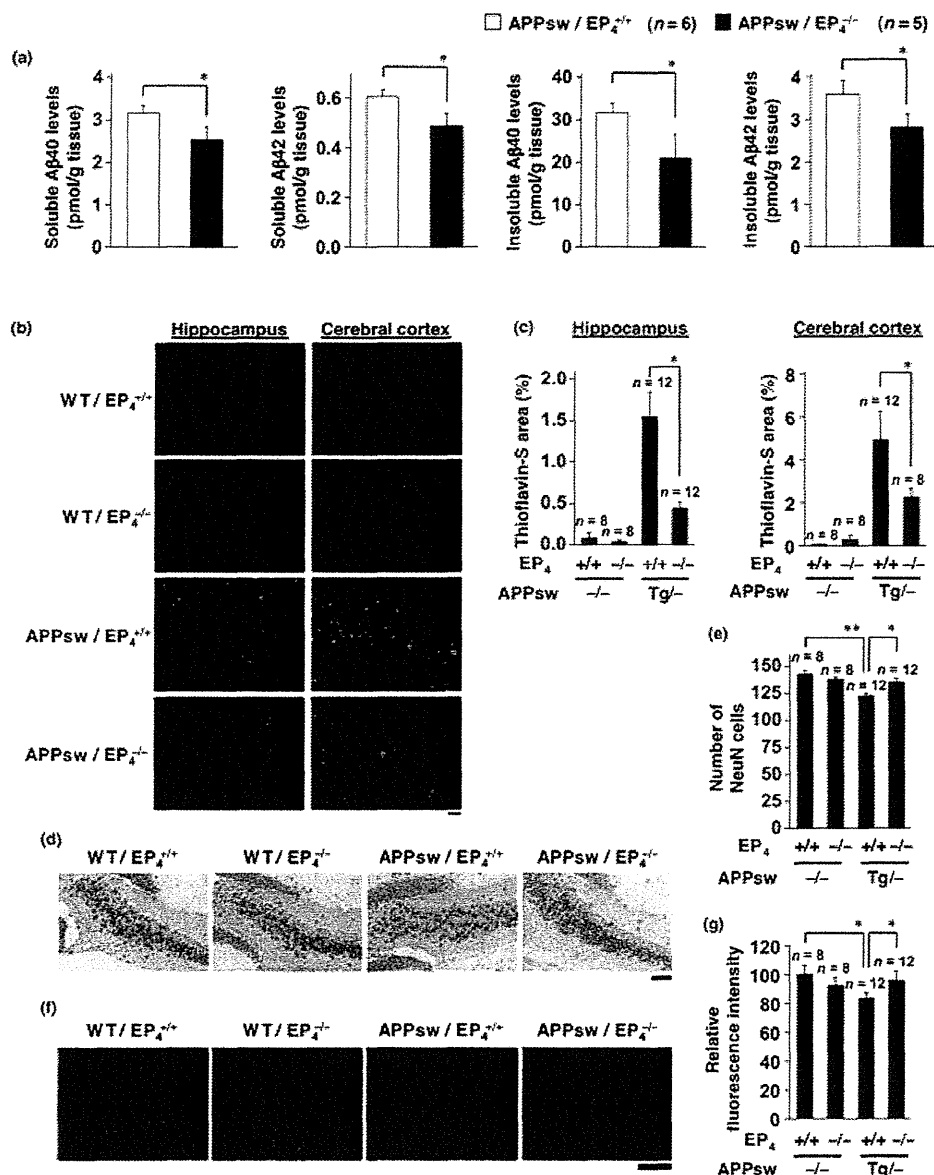 APPsw / EP4+/+ (n = 6) APPsw / EP4−/− (n = 5)
(a)
Soluble Aβ40 levels
(pmol/g tissue)
4
3
2
1
0
*
Soluble Aβ42 levels
(pmol/g tissue)
0.6
0.4
0.2
0.0
*
Insoluble Aβ40 levels
(pmol/g tissue)
40
30
20
10
0
*
Insoluble Aβ42 levels
(pmol/g tissue)
4
3
2
1
0
*
(b)
Hippocampus Cerebral cortex
WT / EP4+/+
WT / EP4−/−
APPsw / EP4+/+
APPsw / EP4−/−
(c)
Hippocampus
Thioflavin-S area (%)
2.0
1.5
1.0
0.5
0.0
*
n = 12
n = 12
n = 8
n = 8
EP4 +/+ −/− +/+ −/−
APPsw −/− Tg/−
Cerebral cortex
Thioflavin-S area (%)
8
6
4
2
0
*
n = 12
n = 8
n = 8
n = 8
+/+ −/− +/+ −/−
−/− Tg/−
(d)
WT / EP4+/+ WT / EP4−/− APPsw / EP4+/+ APPsw / EP4−/−
(e)
Number of
NeuN cells
150
125
100
75
50
25
0
** *
n = 8
n = 8
n = 12
n = 12
EP4 +/+ −/− +/+ −/−
APPsw −/− Tg/−
(f)
WT / EP4+/+ WT / EP4−/− APPsw / EP4+/+ APPsw / EP4−/−
(g)
Relative
fluorescence intensity
120
100
80
60
40
20
0
* *
n = 8
n = 8
n = 12
n = 12
EP4 +/+ −/− +/+ −/−
APPsw −/− Tg/−